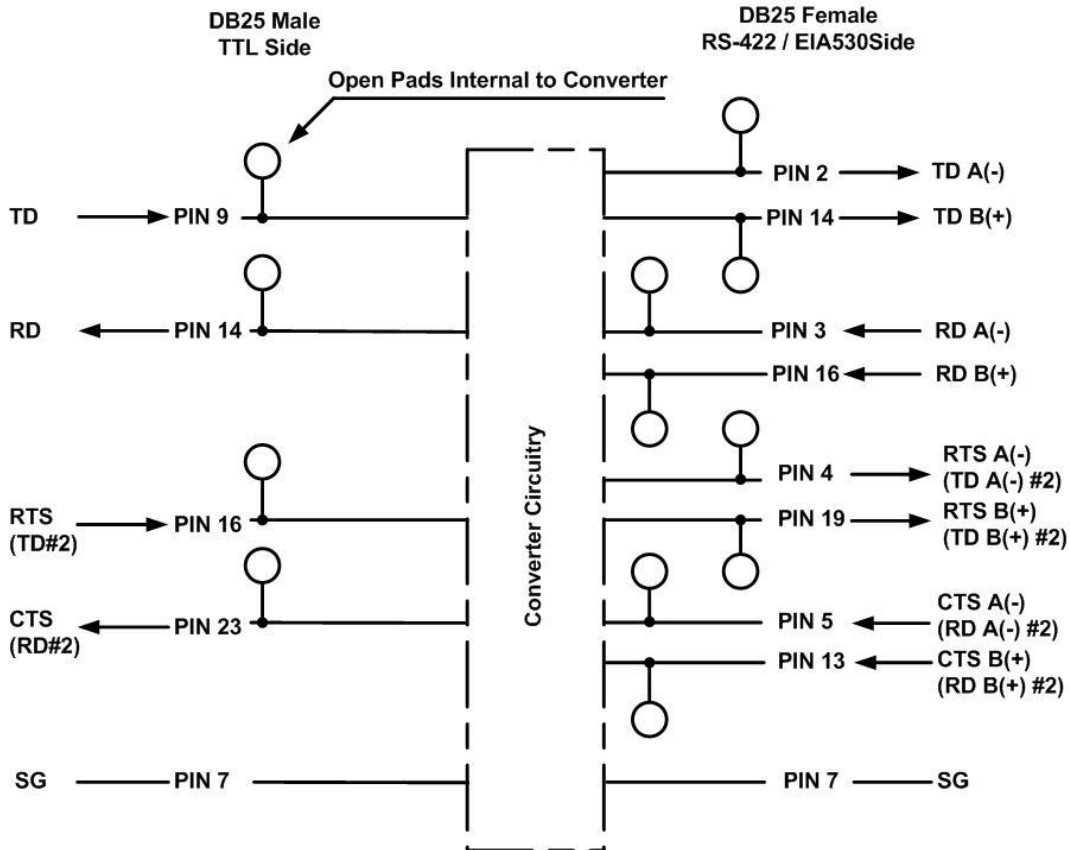 DB25 Male
TTL Side
DB25 Female
RS-422 / EIA530Side
Open Pads Internal to Converter
TD
PIN 9
PIN 2
TD A(-)
PIN 14
TD B(+)
RD
PIN 14
PIN 3
RD A(-)
PIN 16
RD B(+)
Converter Circuitry
RTS
(TD#2)
PIN 16
PIN 4
RTS A(-)
(TD A(-) #2)
PIN 19
RTS B(+)
(TD B(+) #2)
CTS
(RD#2)
PIN 23
PIN 5
CTS A(-)
(RD A(-) #2)
PIN 13
CTS B(+)
(RD B(+) #2)
SG
PIN 7
PIN 7
SG